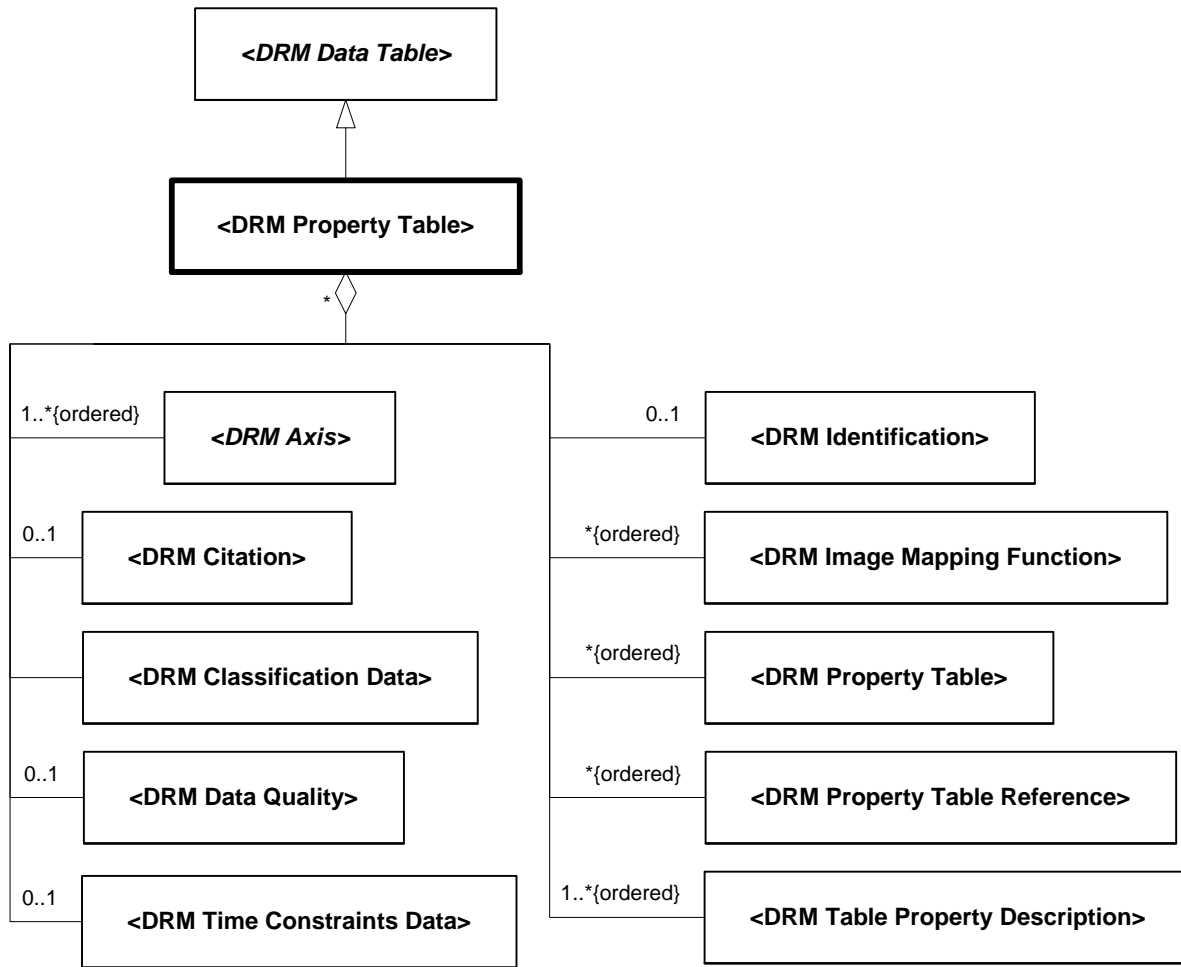 <DRM Data Table>
<DRM Property Table>
*
1..*{ordered}
<DRM Axis>
0..1
<DRM Citation>
<DRM Classification Data>
0..1
<DRM Data Quality>
0..1
<DRM Time Constraints Data>
0..1
<DRM Identification>
*{ordered}
<DRM Image Mapping Function>
*{ordered}
<DRM Property Table>
*{ordered}
<DRM Property Table Reference>
1..*{ordered}
<DRM Table Property Description>